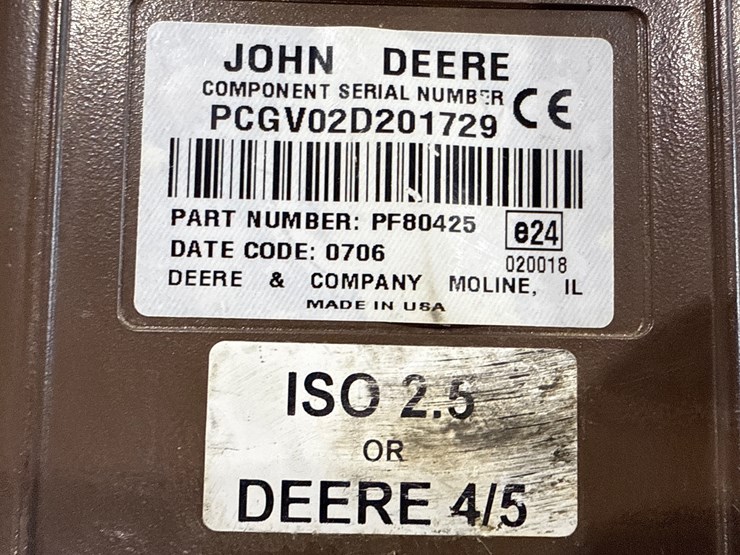 JOHN DEERE
COMPONENT SERIAL NUMBER
PCGV02D201729
CE
PART NUMBER: PF80425
e24
DATE CODE: 0706
020018
DEERE & COMPANY MOLINE, IL
MADE IN USA
ISO 2.5
OR
DEERE 4/5